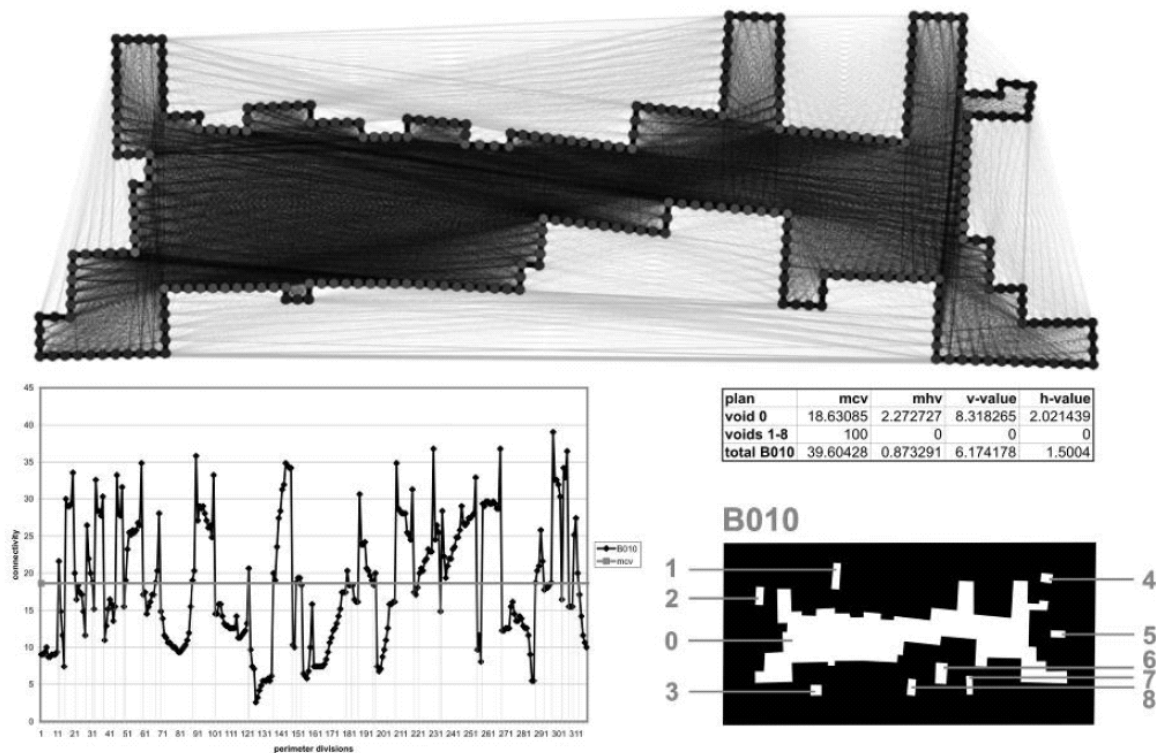 45
40
35
30
25
20
15
10
5
0
connectivity
1 11 21 31 41 51 61 71 81 91 101 111 121 131 141 151 161 171 181 191 201 211 221 231 241 251 261 271 281 291 301 311
perimeter divisions
B010
mcv
plan mcv mhv v-value h-value
void 0 18.63085 2.272727 8.318265 2.021439
voids 1-8 100 0 0 0
total B010 39.60428 0.873291 6.174178 1.5004
B010
1
2
0
3
4
5
6
7
8